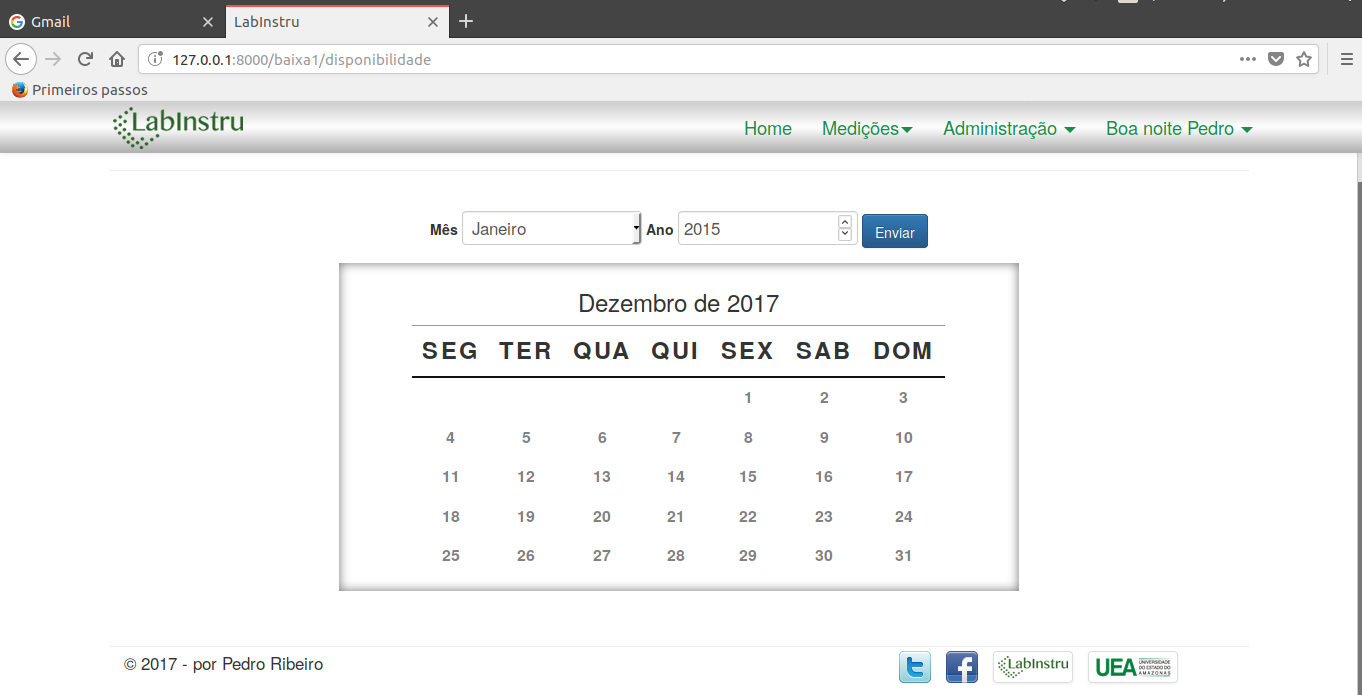 Gmail
LabInstru
127.0.0.1:8000/baixa1/disponibilidade
Primeiros passos
LabInstru
Home Medições Administração Boa noite Pedro
Mês Janeiro Ano 2015 Enviar
Dezembro de 2017
SEG TER QUA QUI SEX SAB DOM
1 2 3
4 5 6 7 8 9 10
11 12 13 14 15 16 17
18 19 20 21 22 23 24
25 26 27 28 29 30 31
© 2017 - por Pedro Ribeiro
LabInstru
UEA UNIVERSIDADE
DO ESTADO DO
AMAZONAS